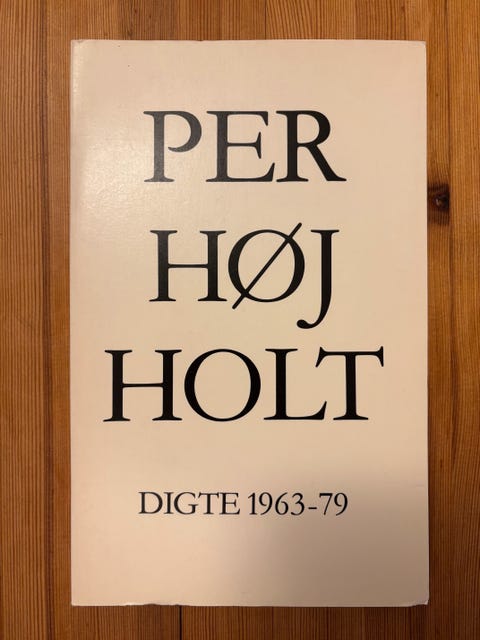 PER
HØJ
HOLT
DIGTE 1963-79